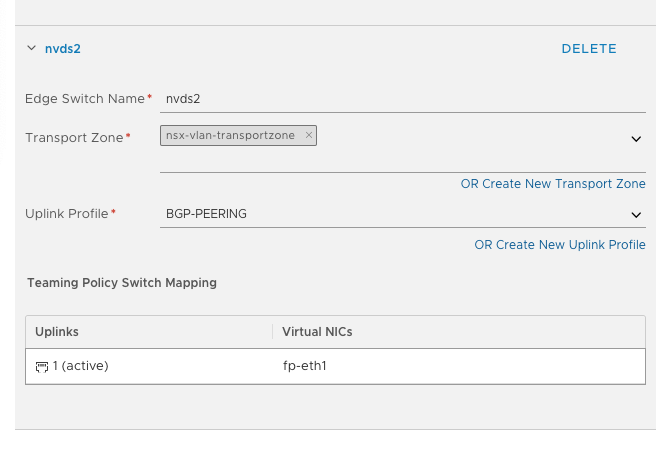 nvds2
DELETE
Edge Switch Name*
nvds2
Transport Zone*
nsx-vlan-transportzone ×
OR Create New Transport Zone
Uplink Profile*
BGP-PEERING
OR Create New Uplink Profile
Teaming Policy Switch Mapping
Uplinks
Virtual NICs
1 (active)
fp-eth1